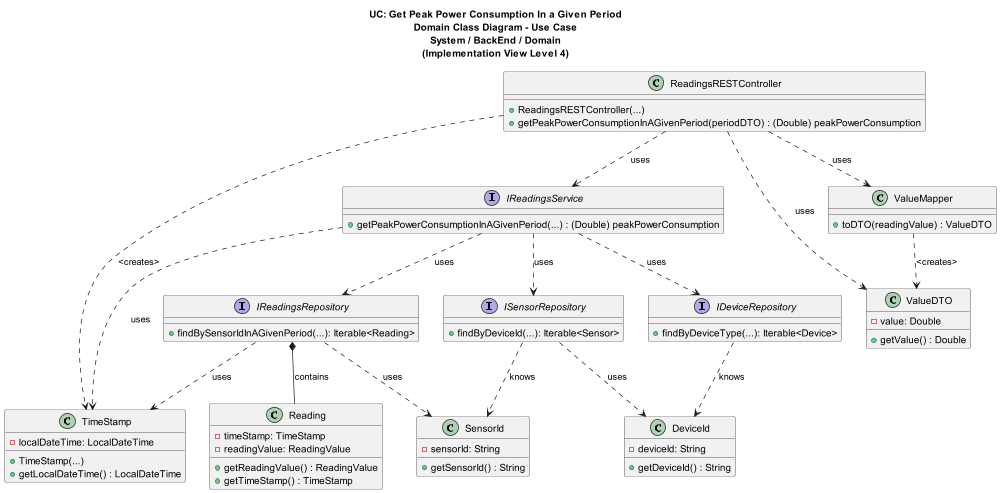 UC: Get Peak Power Consumption In a Given Period
Domain Class Diagram - Use Case
System / BackEnd / Domain
(Implementation View Level 4)
C ReadingsRESTController
ReadingsRESTController(...)
getPeakPowerConsumptionInAGivenPeriod(periodDTO) : (Double) peakPowerConsumption
uses
uses
uses
<creates>
I IReadingsService
getPeakPowerConsumptionInAGivenPeriod(...) : (Double) peakPowerConsumption
C ValueMapper
toDTO(readingValue) : ValueDTO
uses
uses
uses
uses
<creates>
I IReadingsRepository
findBySensorIdInAGivenPeriod(...): Iterable<Reading>
I ISensorRepository
findByDeviceId(...): Iterable<Sensor>
I IDeviceRepository
findByDeviceType(...): Iterable<Device>
C ValueDTO
value: Double
getValue() : Double
uses
contains
uses
knows
uses
knows
C TimeStamp
localDateTime: LocalDateTime
TimeStamp(...)
getLocalDateTime() : LocalDateTime
C Reading
timeStamp: TimeStamp
readingValue: ReadingValue
getReadingValue() : ReadingValue
getTimeStamp() : TimeStamp
C SensorId
sensorId: String
getSensorId() : String
C DeviceId
deviceId: String
getDeviceId() : String